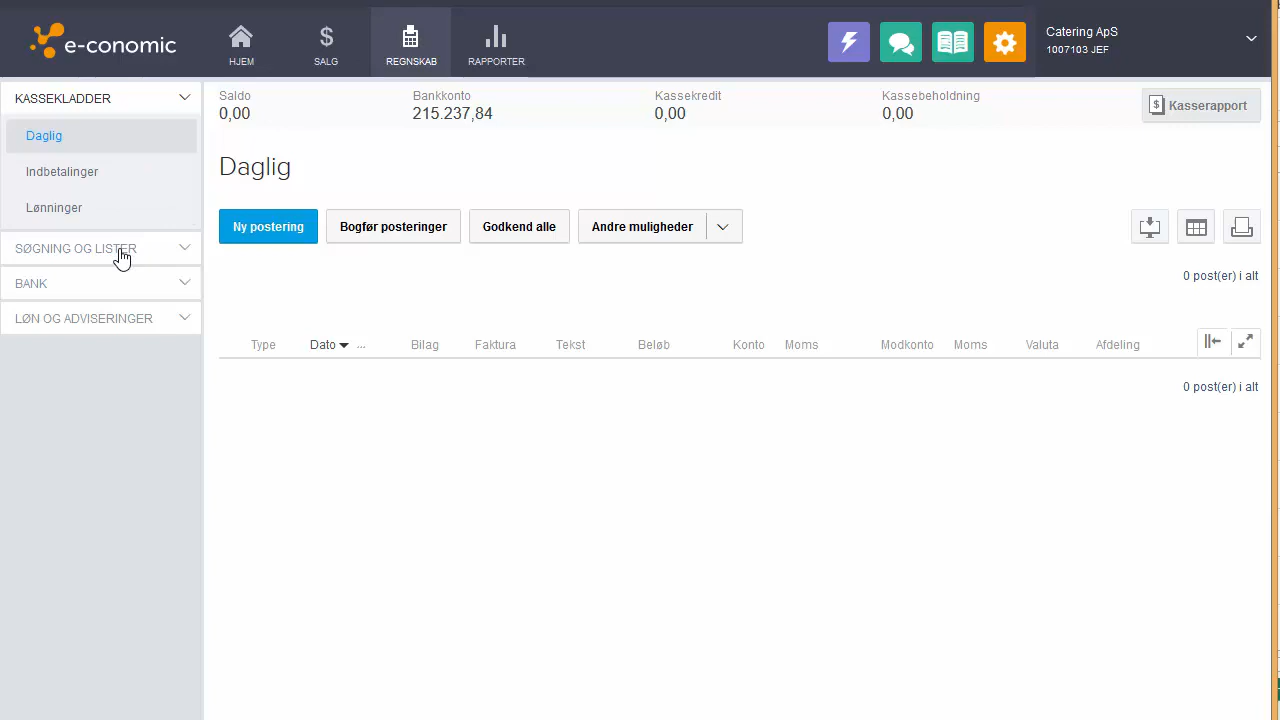 e-conomic
HJEM
SALG
REGNSKAB
RAPPORTER
Catering ApS
1007103 JEF
KASSEKLADDER
Daglig
Indbetalinger
Lønninger
SØGNING OG LISTER
BANK
LØN OG ADVISERINGER
Saldo
0,00
Bankkonto
215.237,84
Kassekredit
0,00
Kassebeholdning
0,00
Kasserapport
Daglig
Ny postering
Bogfør posteringer
Godkend alle
Andre muligheder
0 post(er) i alt
Type Dato ... Bilag Faktura Tekst Beløb Konto Moms Modkonto Moms Valuta Afdeling
0 post(er) i alt